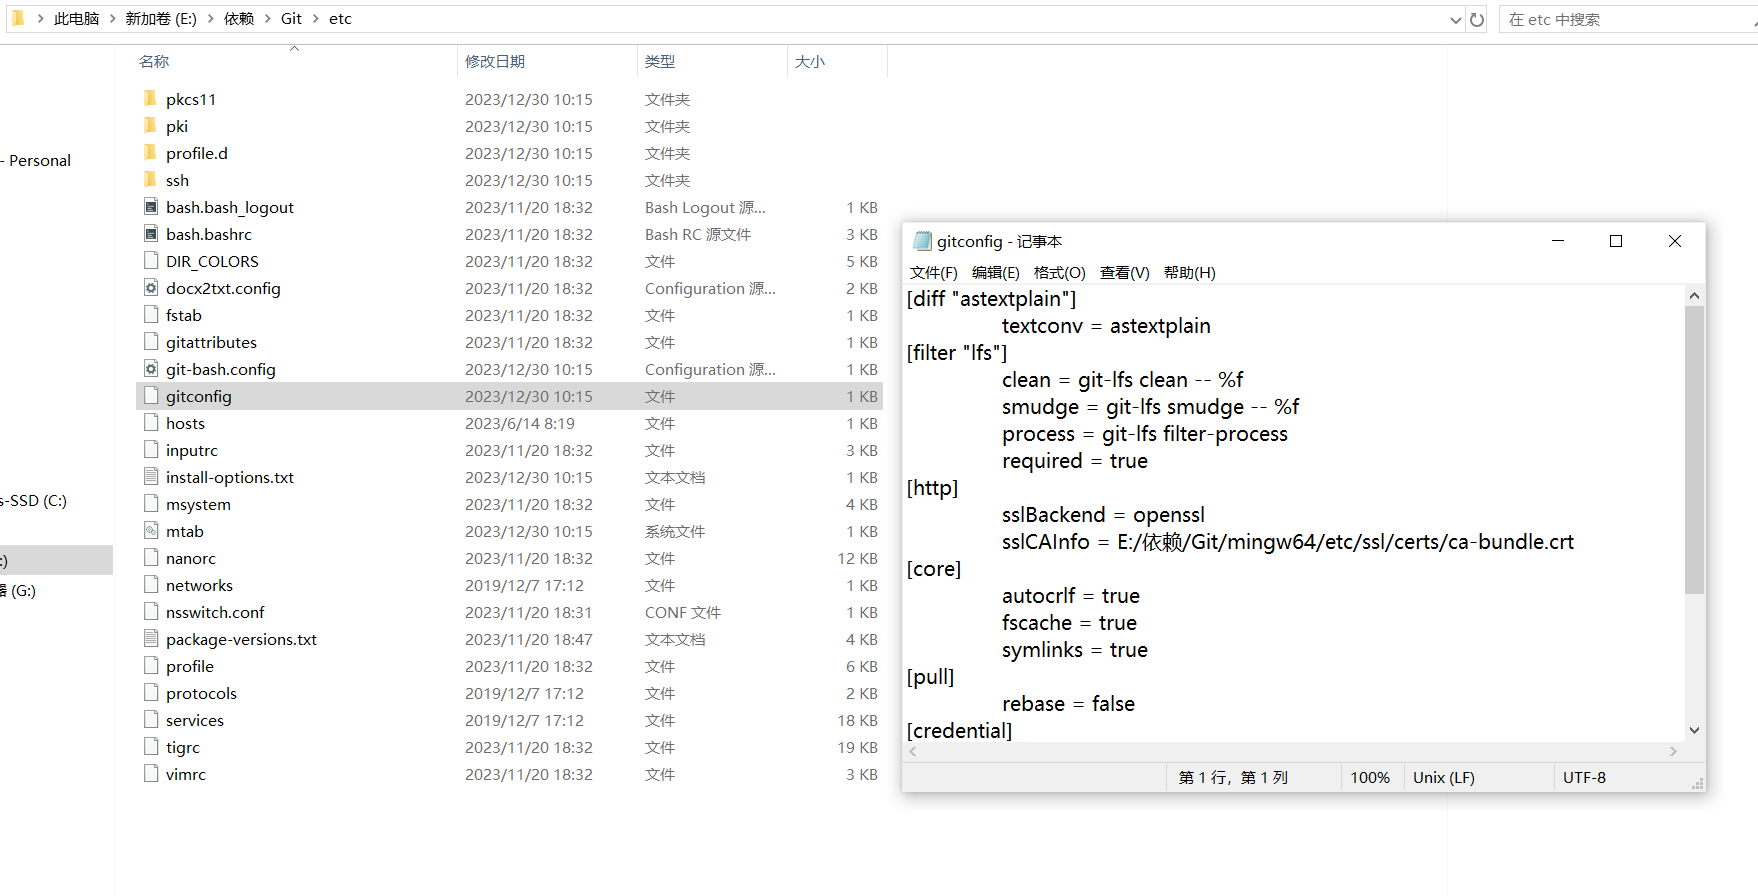 此电脑 新加卷 (E:) 依赖 Git etc
在 etc 中搜索
名称 修改日期 类型 大小
- Personal
s-SSD (C:)
:)
器 (G:)
pkcs11 2023/12/30 10:15 文件夹
pki 2023/12/30 10:15 文件夹
profile.d 2023/12/30 10:15 文件夹
ssh 2023/12/30 10:15 文件夹
bash.bash_logout 2023/11/20 18:32 Bash Logout 源... 1 KB
bash.bashrc 2023/11/20 18:32 Bash RC 源文件 3 KB
DIR_COLORS 2023/11/20 18:32 文件 5 KB
docx2txt.config 2023/11/20 18:32 Configuration 源... 2 KB
fstab 2023/11/20 18:32 文件 1 KB
gitattributes 2023/11/20 18:32 文件 1 KB
git-bash.config 2023/12/30 10:15 Configuration 源... 1 KB
gitconfig 2023/12/30 10:15 文件 1 KB
hosts 2023/6/14 8:19 文件 1 KB
inputrc 2023/11/20 18:32 文件 3 KB
install-options.txt 2023/12/30 10:15 文本文档 1 KB
msystem 2023/11/20 18:32 文件 4 KB
mtab 2023/12/30 10:15 系统文件 1 KB
nanorc 2023/11/20 18:32 文件 12 KB
networks 2019/12/7 17:12 文件 1 KB
nsswitch.conf 2023/11/20 18:31 CONF 文件 1 KB
package-versions.txt 2023/11/20 18:47 文本文档 4 KB
profile 2023/11/20 18:32 文件 6 KB
protocols 2019/12/7 17:12 文件 2 KB
services 2019/12/7 17:12 文件 18 KB
tigrc 2023/11/20 18:32 文件 19 KB
vimrc 2023/11/20 18:32 文件 3 KB
gitconfig - 记事本
文件(F) 编辑(E) 格式(O) 查看(V) 帮助(H)
[diff "astextplain"]
textconv = astextplain
[filter "lfs"]
clean = git-lfs clean -- %f
smudge = git-lfs smudge -- %f
process = git-lfs filter-process
required = true
[http]
sslBackend = openssl
sslCAInfo = E:/依赖/Git/mingw64/etc/ssl/certs/ca-bundle.crt
[core]
autocrlf = true
fscache = true
symlinks = true
[pull]
rebase = false
[credential]
第 1 行，第 1 列 100% Unix (LF) UTF-8